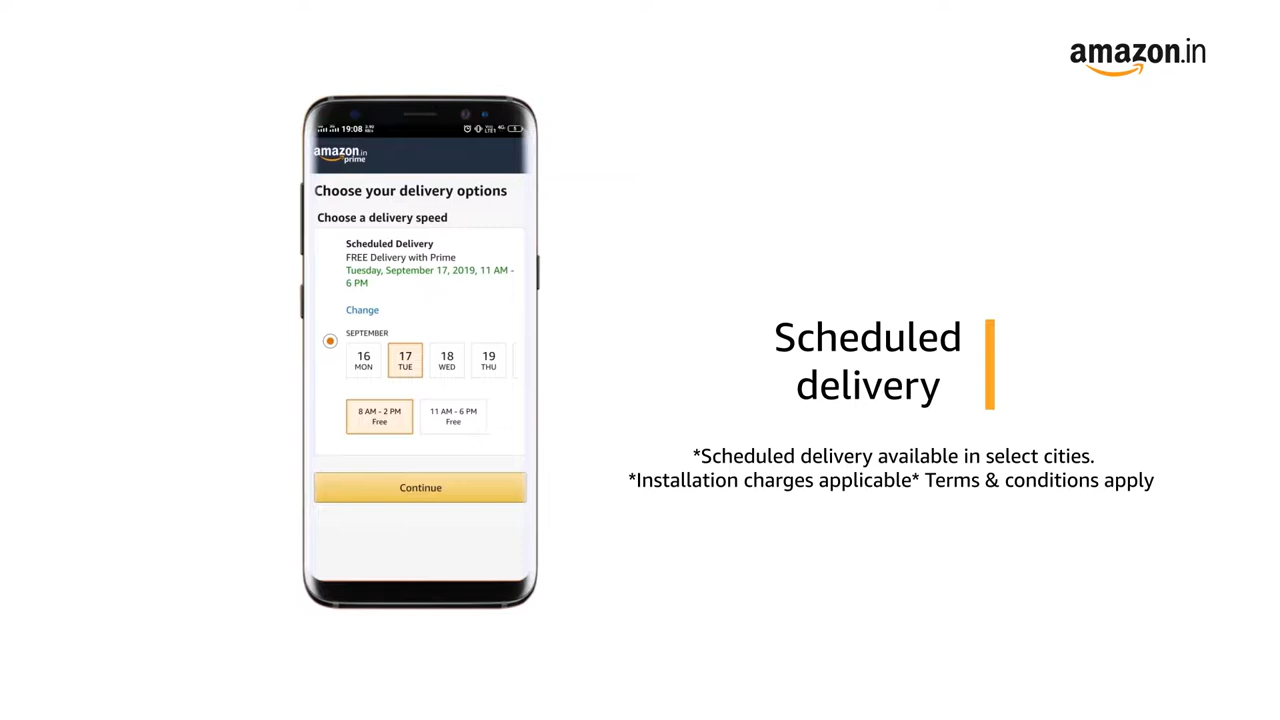 amazon.in
19:08
amazon.in
prime
Choose your delivery options
Choose a delivery speed
Scheduled Delivery
FREE Delivery with Prime
Tuesday, September 17, 2019, 11 AM -
6 PM
Change
SEPTEMBER
16 17 18 19
MON TUE WED THU
8 AM - 2 PM 11 AM - 6 PM
Free Free
Continue
Scheduled
delivery
*Scheduled delivery available in select cities.
*Installation charges applicable* Terms & conditions apply